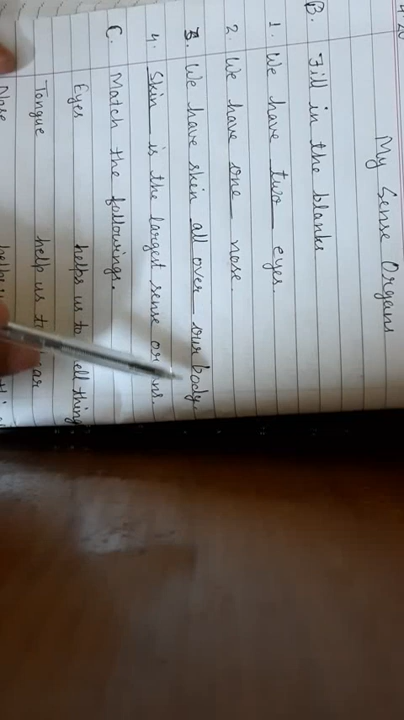 My Sense Organs
B. Fill in the blanks
1. We have two eyes.
2. We have one nose.
3. We have skin all over our body.
4. Skin is the largest sense
C. Match the followings.
Eyes helps us to
Tongue help us to
Nose